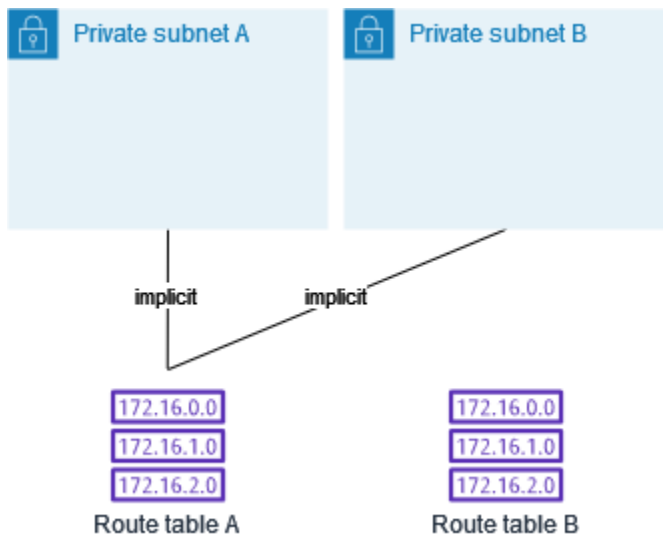 Private subnet A
Private subnet B
implicit
implicit
172.16.0.0
172.16.1.0
172.16.2.0
Route table A
172.16.0.0
172.16.1.0
172.16.2.0
Route table B